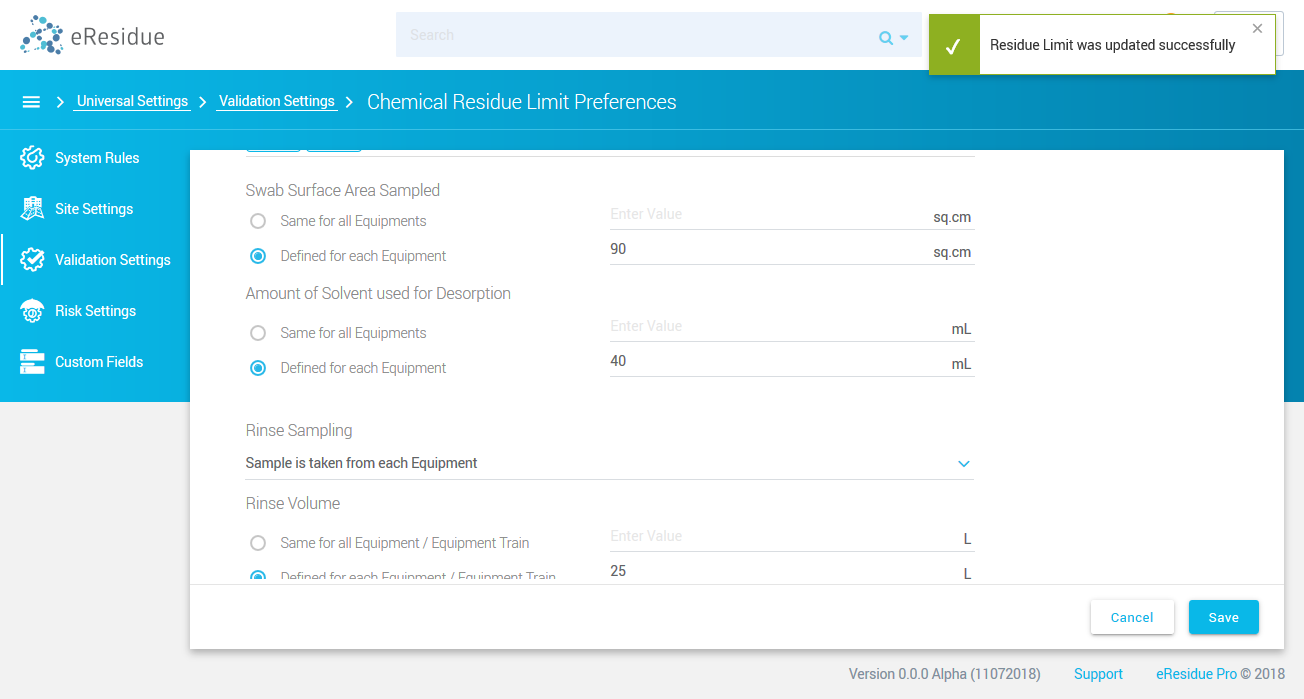 eResidue
Search
Residue Limit was updated successfully
Universal Settings
Validation Settings
Chemical Residue Limit Preferences
System Rules
Site Settings
Validation Settings
Risk Settings
Custom Fields
Swab Surface Area Sampled
Same for all Equipments
Enter Value
sq.cm
Defined for each Equipment
90
sq.cm
Amount of Solvent used for Desorption
Same for all Equipments
Enter Value
mL
Defined for each Equipment
40
mL
Rinse Sampling
Sample is taken from each Equipment
Rinse Volume
Same for all Equipment / Equipment Train
Enter Value
L
Defined for each Equipment / Equipment Train
25
L
Cancel
Save
Version 0.0.0 Alpha (11072018)
Support
eResidue Pro © 2018